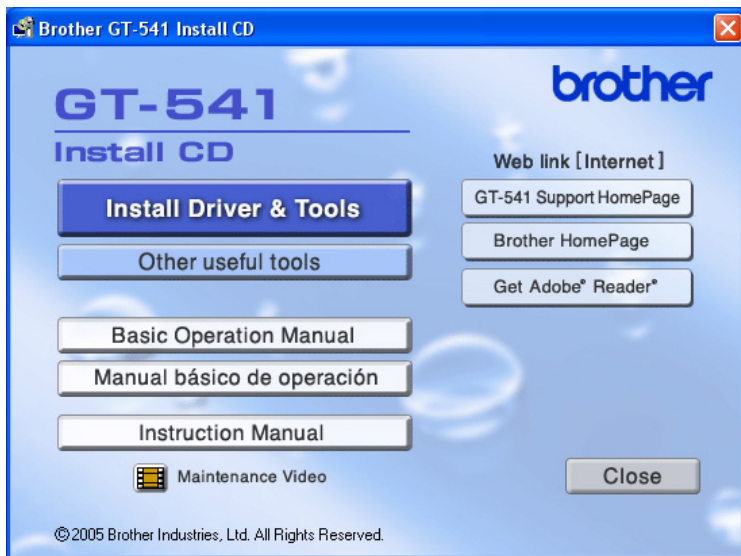 Brother GT-541 Install CD
brother
GT-541
Install CD
Install Driver & Tools
Other useful tools
Basic Operation Manual
Manual básico de operación
Instruction Manual
Maintenance Video
Web link [Internet]
GT-541 Support HomePage
Brother HomePage
Get Adobe® Reader®
Close
©2005 Brother Industries, Ltd. All Rights Reserved.